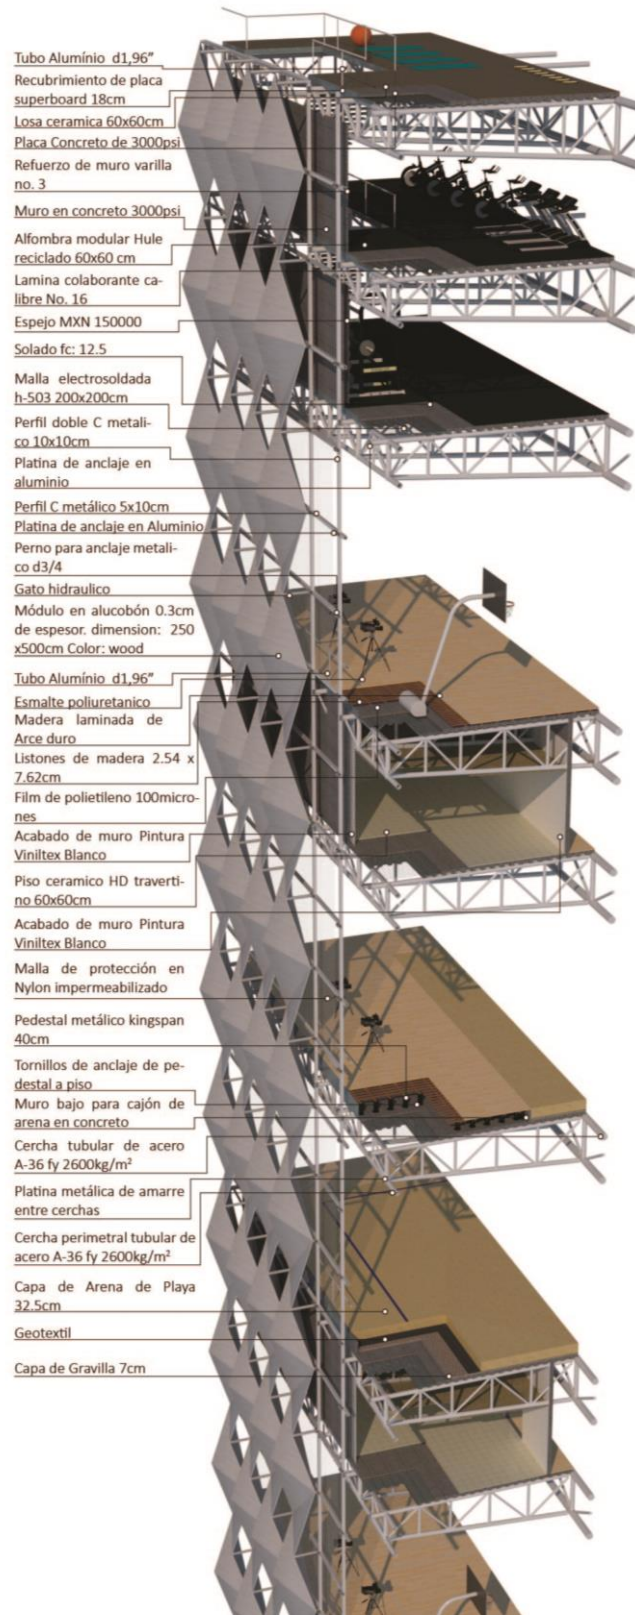 Tubo Alumínio d1,96"
Recubrimiento de placa
superboard 18cm
Losa ceramica 60x60cm
Placa Concreto de 3000psi
Refuerzo de muro varilla
no. 3
Muro en concreto 3000psi
Alfombra modular Hule
reciclado 60x60 cm
Lamina colaborante ca-
libre No. 16
Espejo MXN 150000
Solado fc: 12.5
Malla electrosoldada
h-503 200x200cm
Perfil doble C metali-
co 10x10cm
Platina de anclaje en
aluminio
Perfil C metálico 5x10cm
Platina de anclaje en Aluminio
Perno para anclaje metali-
co d3/4
Gato hidraulico
Módulo en alucobón 0.3cm
de espesor. dimension: 250
x500cm Color: wood
Tubo Alumínio d1,96"
Esmalte poliuretanico
Madera laminada de
Arce duro
Listones de madera 2.54 x
7.62cm
Film de polietileno 100micro-
nes
Acabado de muro Pintura
Viniltex Blanco
Piso ceramico HD traverti-
no 60x60cm
Acabado de muro Pintura
Viniltex Blanco
Malla de protección en
Nylon impermeabilizado
Pedestal metálico kingspan
40cm
Tornillos de anclaje de pe-
destal a piso
Muro bajo para cajón de
arena en concreto
Cercha tubular de acero
A-36 fy 2600kg/m²
Platina metálica de amarre
entre cerchas
Cercha perimetral tubular de
acero A-36 fy 2600kg/m²
Capa de Arena de Playa
32.5cm
Geotextil
Capa de Gravilla 7cm